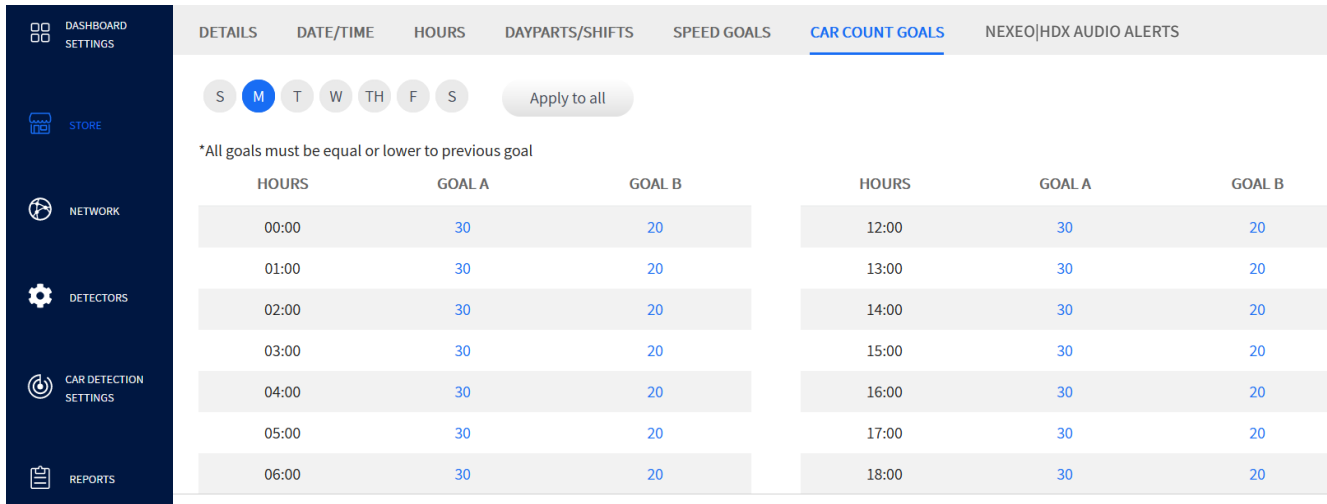 DASHBOARD
SETTINGS
STORE
NETWORK
DETECTORS
CAR DETECTION
SETTINGS
REPORTS
DETAILS DATE/TIME HOURS DAYPARTS/SHIFTS SPEED GOALS CAR COUNT GOALS NEXEO|HDX AUDIO ALERTS
S M T W TH F S Apply to all
*All goals must be equal or lower to previous goal
HOURS GOAL A GOAL B HOURS GOAL A GOAL B
00:00 30 20 12:00 30 20
01:00 30 20 13:00 30 20
02:00 30 20 14:00 30 20
03:00 30 20 15:00 30 20
04:00 30 20 16:00 30 20
05:00 30 20 17:00 30 20
06:00 30 20 18:00 30 20